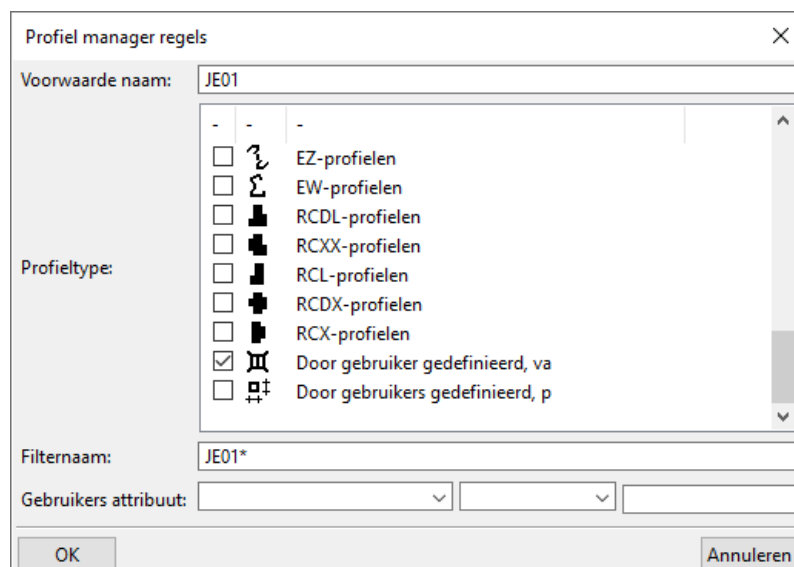 Profiel manager regels
Voorwaarde naam: JE01
- - -
EZ-profielen
EW-profielen
RCDL-profielen
RCXX-profielen
Profieltype:
RCL-profielen
RCDX-profielen
RCX-profielen
Door gebruiker gedefinieerd, va
Door gebruikers gedefinieerd, p
Filternaam: JE01*
Gebruikers attribuut:
OK Annuleren